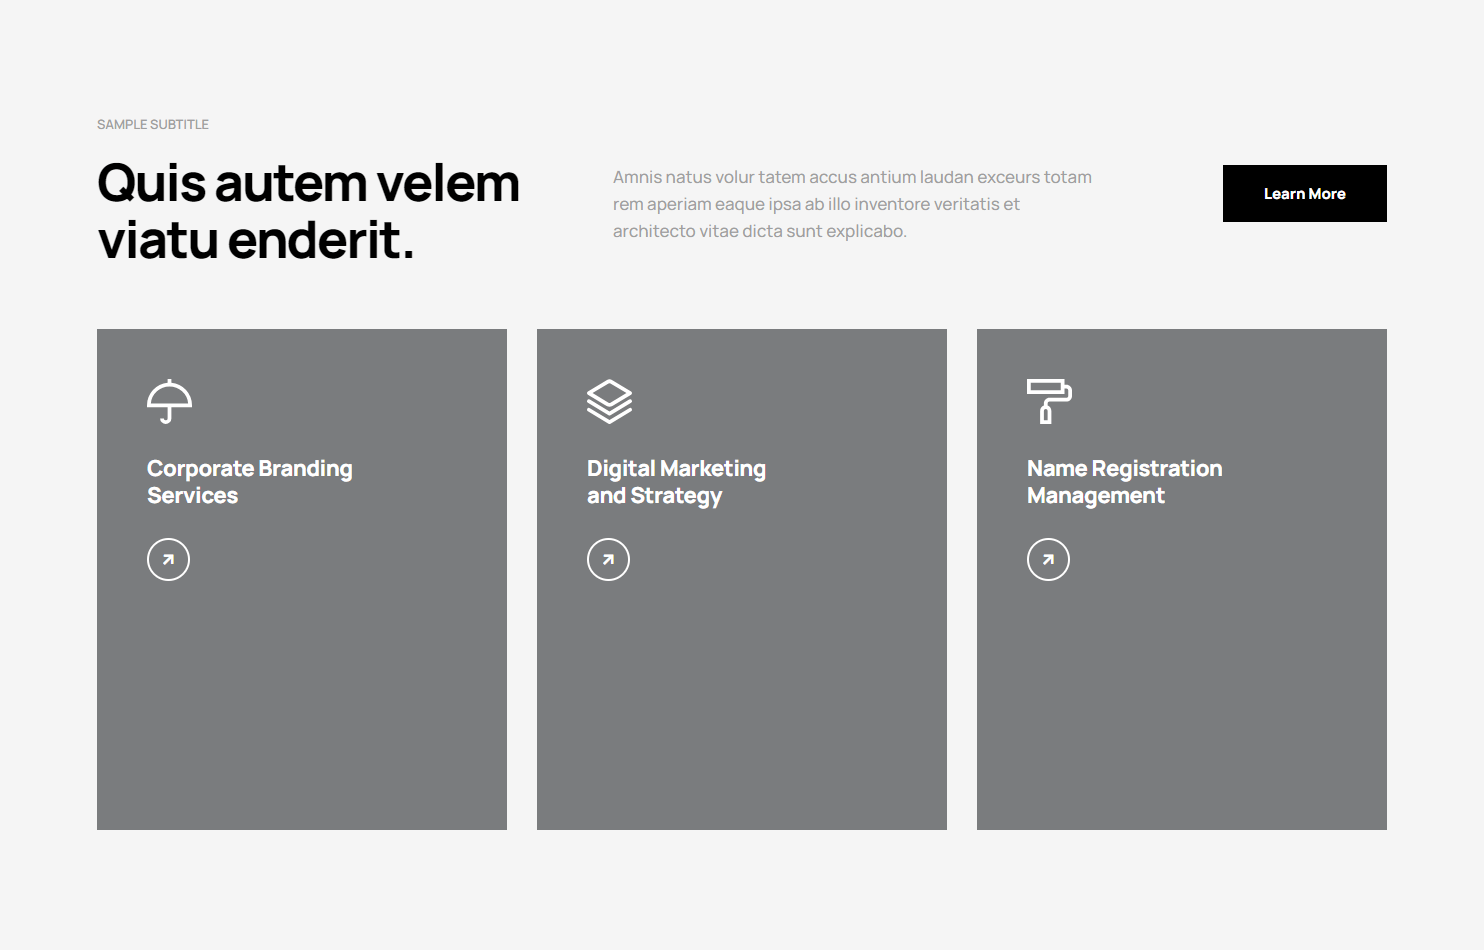 SAMPLE SUBTITLE
Quis autem velem
viatu enderit.
Amnis natus volur tatem accus antium laudan exceurs totam
rem aperiam eaque ipsa ab illo inventore veritatis et
architecto vitae dicta sunt explicabo.
Learn More
Corporate Branding
Services
Digital Marketing
and Strategy
Name Registration
Management